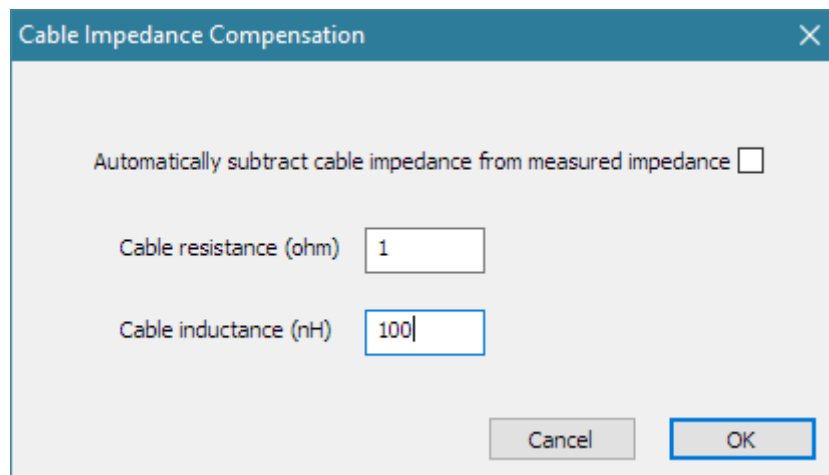 Cable Impedance Compensation
Automatically subtract cable impedance from measured impedance
Cable resistance (ohm) 1
Cable inductance (nH) 100
Cancel OK